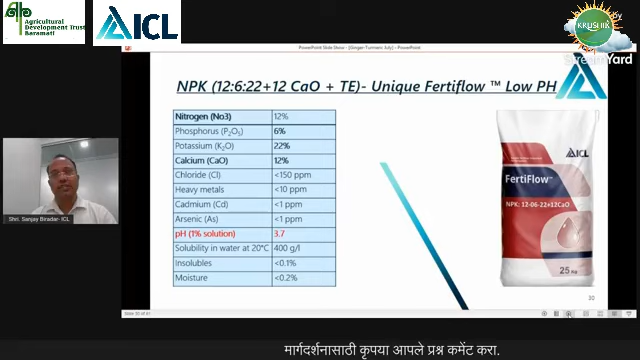 Agricultural
Development Trust
Baramati
ICL
KRUSHIK
StreamYard
PowerPoint Slide Show - [Ginger-Turmeric July] - PowerPoint
NPK (12:6:22+12 CaO + TE)- Unique Fertiflow ™ Low PH
Nitrogen (No3) 12%
Phosphorus (P2O5) 6%
Potassium (K2O) 22%
Calcium (CaO) 12%
Chloride (Cl) <150 ppm
Heavy metals <10 ppm
Cadmium (Cd) <1 ppm
Arsenic (As) <1 ppm
pH (1% solution) 3.7
Solubility in water at 20°C 400 g/l
Insolubles <0.1%
Moisture <0.2%
ICL
FertiFlow™
NPK: 12-06-22+12CaO
25 KG
30
Shri. Sanjay Biradar- ICL
मार्गदर्शनासाठी कृपया आपले प्रश्न कमेंट करा.